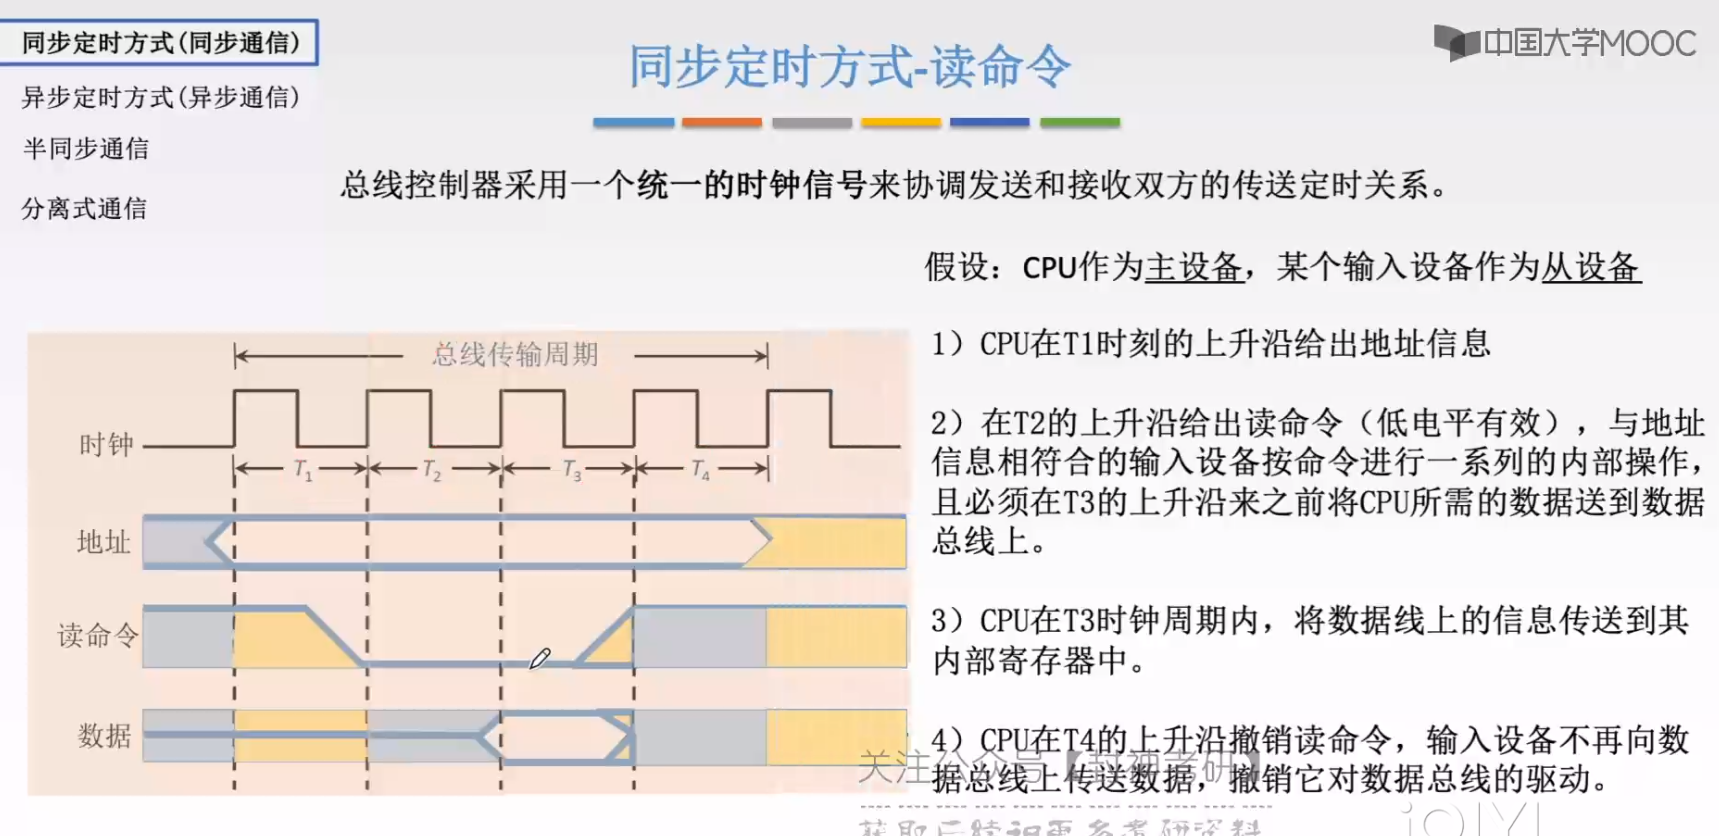 同步定时方式(同步通信)
异步定时方式(异步通信)
半同步通信
分离式通信
中国大学MOOC
同步定时方式-读命令
总线控制器采用一个统一的时钟信号来协调发送和接收双方的传送定时关系。
假设：CPU作为主设备，某个输入设备作为从设备
总线传输周期
时钟
T1
T2
T3
T4
地址
读命令
数据
1）CPU在T1时刻的上升沿给出地址信息
2）在T2的上升沿给出读命令（低电平有效），与地址
信息相符合的输入设备按命令进行一系列的内部操作，
且必须在T3的上升沿来之前将CPU所需的数据送到数据
总线上。
3）CPU在T3时钟周期内，将数据线上的信息传送到其
内部寄存器中。
4）CPU在T4的上升沿撤销读命令，输入设备不再向数
据总线上传送数据，撤销它对数据总线的驱动。
关注公众号【封神考研】